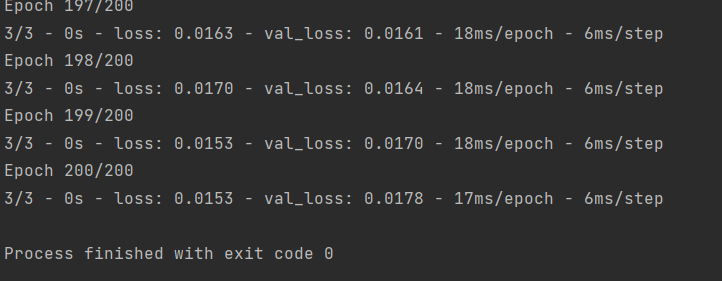 Epoch 197/200
3/3 - 0s - loss: 0.0163 - val_loss: 0.0161 - 18ms/epoch - 6ms/step
Epoch 198/200
3/3 - 0s - loss: 0.0170 - val_loss: 0.0164 - 18ms/epoch - 6ms/step
Epoch 199/200
3/3 - 0s - loss: 0.0153 - val_loss: 0.0170 - 18ms/epoch - 6ms/step
Epoch 200/200
3/3 - 0s - loss: 0.0153 - val_loss: 0.0178 - 17ms/epoch - 6ms/step
Process finished with exit code 0